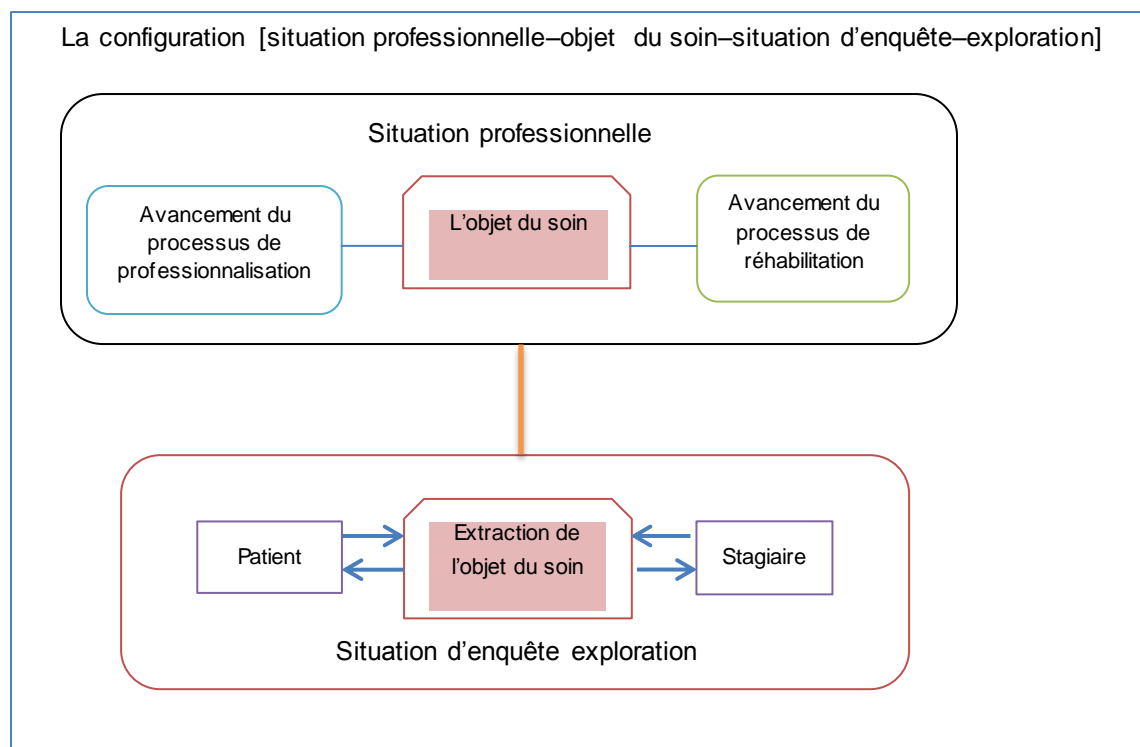 La configuration [situation professionnelle–objet du soin–situation d’enquête–exploration]
Situation professionnelle
Avancement du
processus de
professionnalisation
L’objet du soin
Avancement du
processus de
réhabilitation
Patient
Extraction de
l’objet du soin
Stagiaire
Situation d’enquête exploration